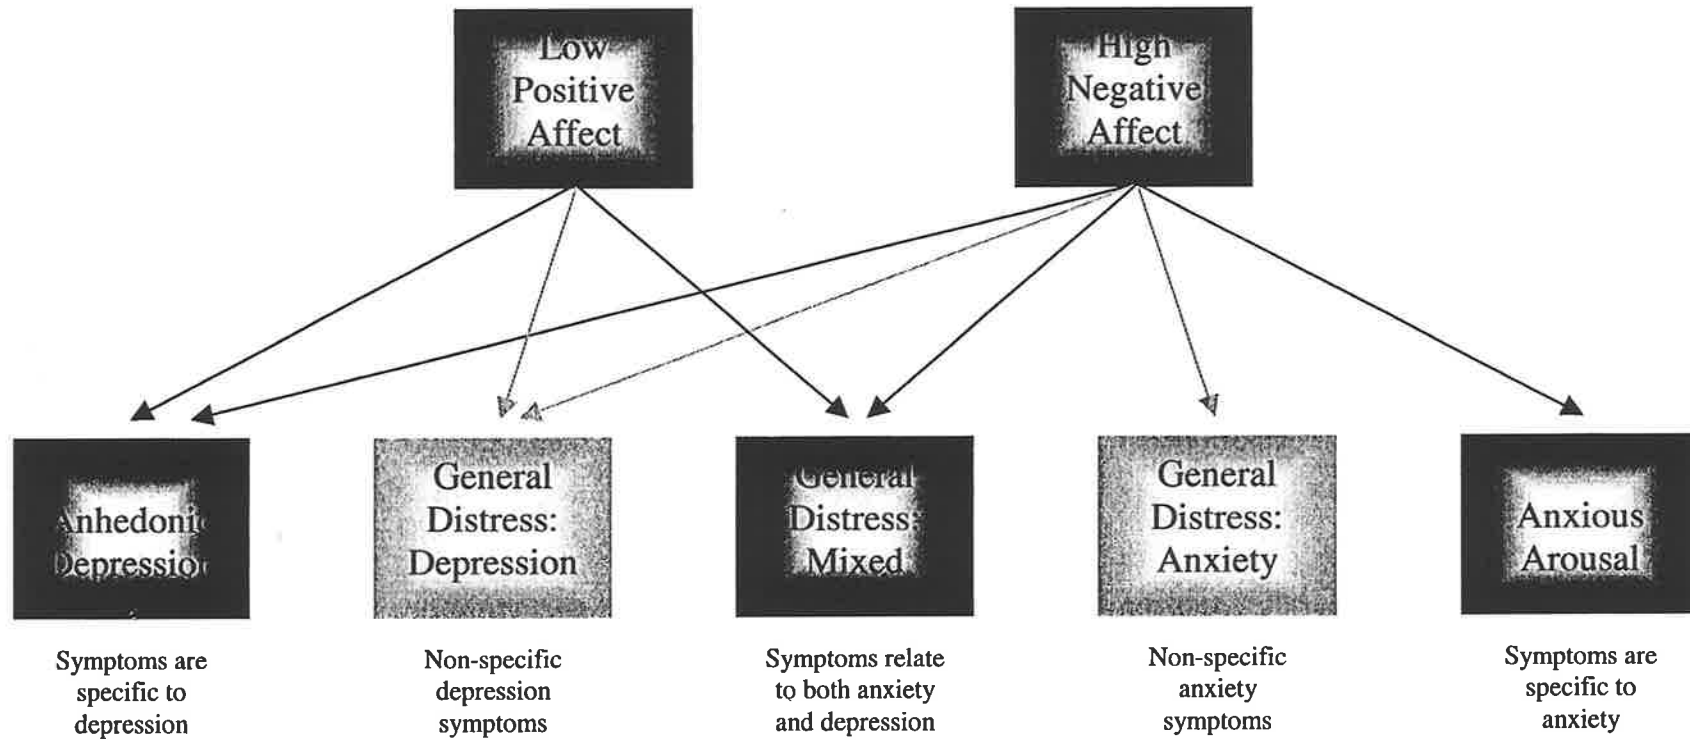 Low
Positive
Affect
High
Negative
Affect
Anhedonic
Depression
General
Distress:
Depression
General
Distress:
Mixed
General
Distress:
Anxiety
Anxious
Arousal
Symptoms are
specific to
depression
Non-specific
depression
symptoms
Symptoms relate
to both anxiety
and depression
Non-specific
anxiety
symptoms
Symptoms are
specific to
anxiety